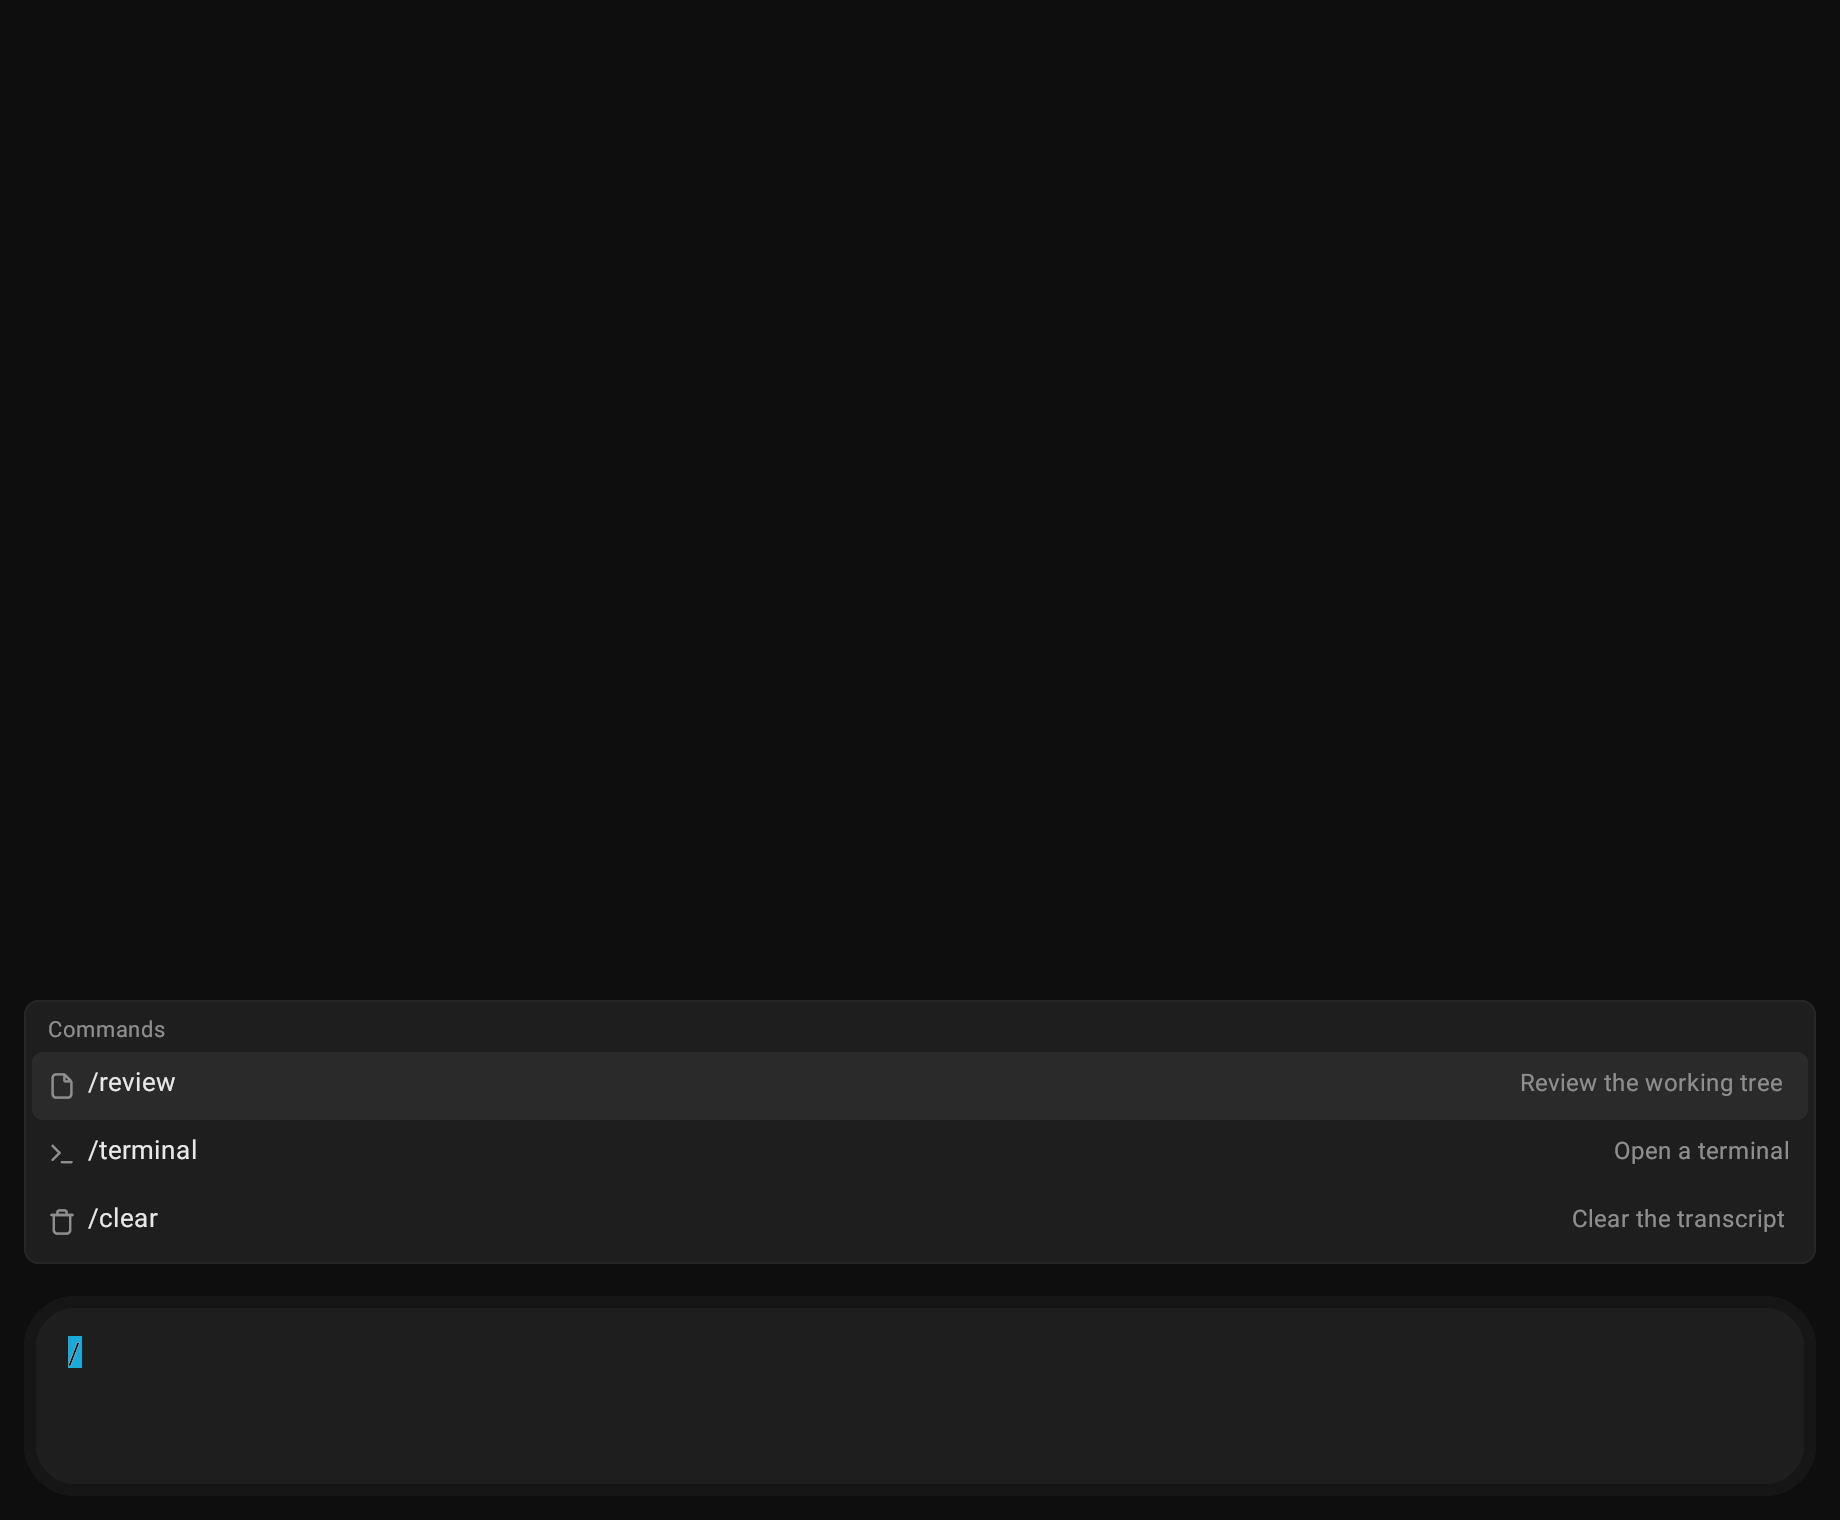 Commands
/review Review the working tree
/terminal Open a terminal
/clear Clear the transcript
/